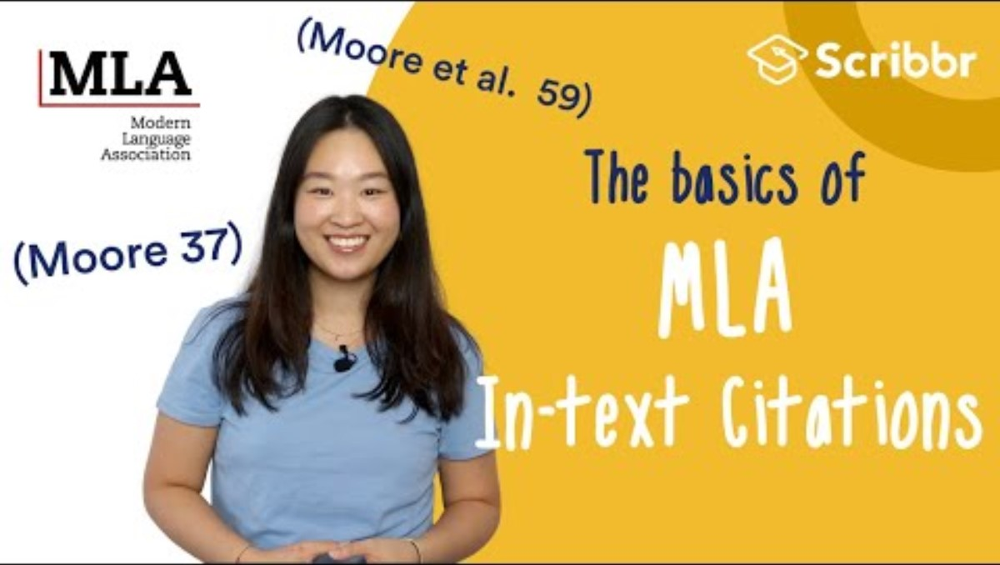 MLA
Modern
Language
Association
(Moore et al. 59)
Scribbr
The basics of
MLA
In-text Citations
(Moore 37)